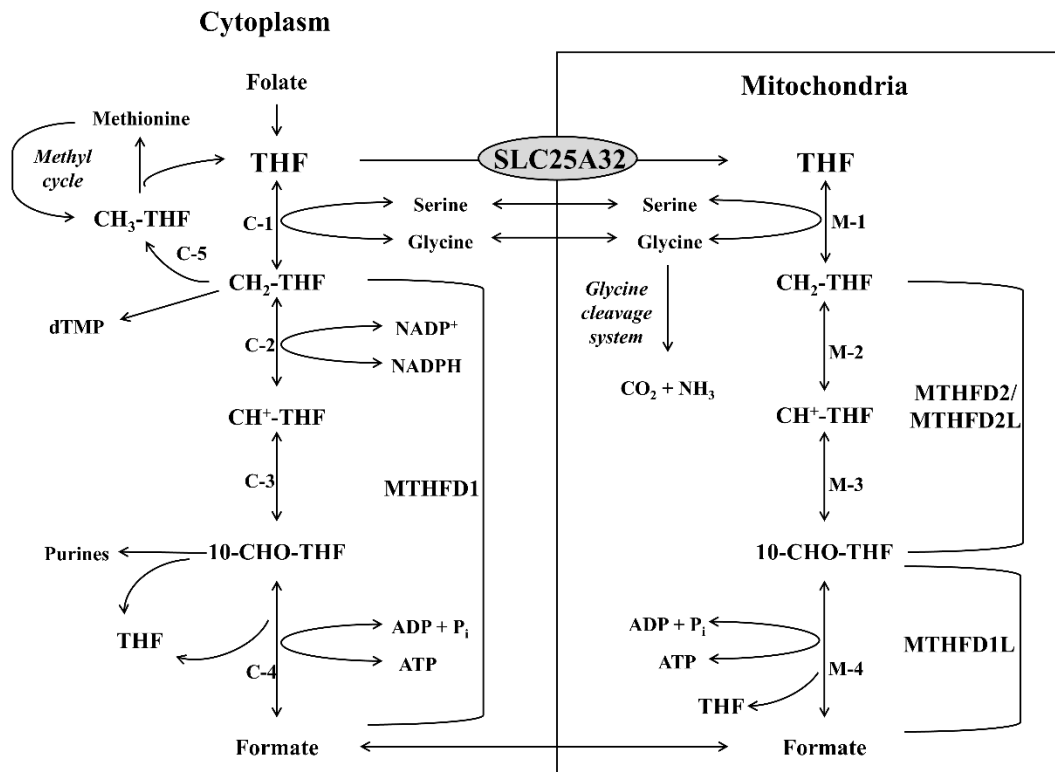 Cytoplasm
Mitochondria
Folate
Methionine
Methyl
cycle
THF
SLC25A32
THF
CH₃-THF
C-1
Serine
Glycine
Serine
Glycine
M-1
C-5
CH₂-THF
CH₂-THF
dTMP
C-2
NADP⁺
NADPH
Glycine
cleavage
system
CO₂ + NH₃
M-2
CH⁺-THF
CH⁺-THF
MTHFD2/
MTHFD2L
C-3
MTHFD1
M-3
Purines
10-CHO-THF
10-CHO-THF
THF
ADP + Pᵢ
ATP
C-4
ADP + Pᵢ
ATP
M-4
THF
MTHFD1L
Formate
Formate